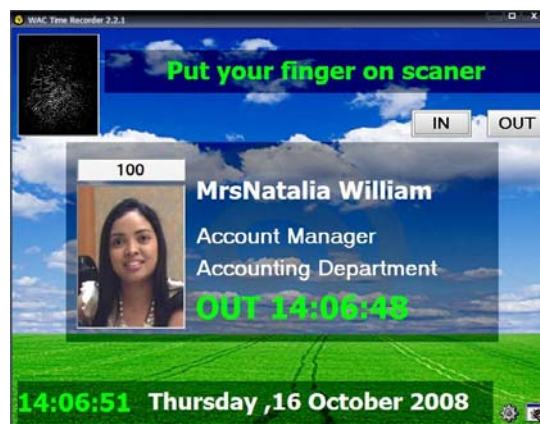 WAC Time Recorder 2.2.1
Put your finger on scaner
IN OUT
100
MrsNatalia William
Account Manager
Accounting Department
OUT 14:06:48
14:06:51 Thursday ,16 October 2008